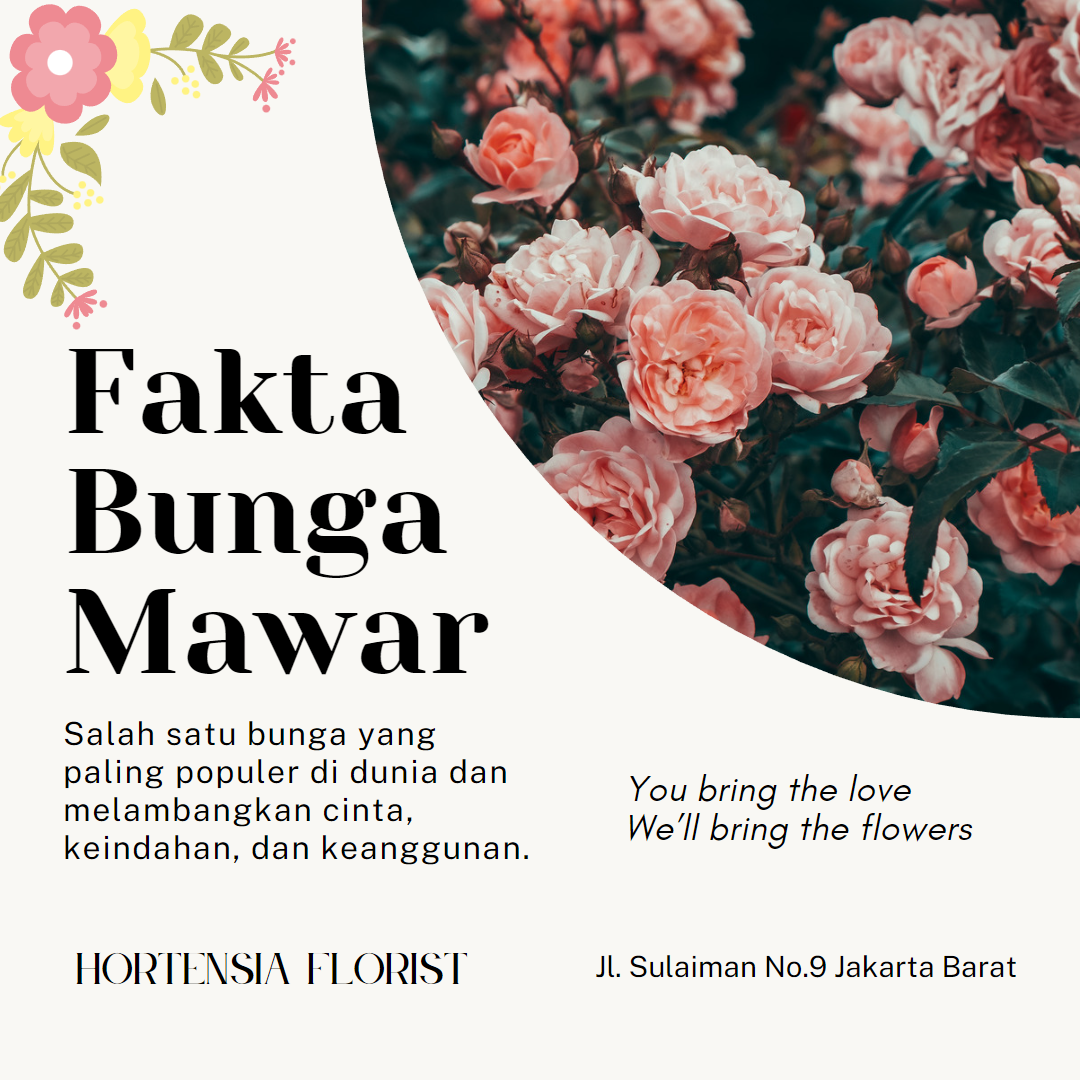 Fakta
Bunga
Mawar
Salah satu bunga yang
paling populer di dunia dan
melambangkan cinta,
keindahan, dan keanggunan.
You bring the love
We'll bring the flowers
HORTENSIA FLORIST
Jl. Sulaiman No.9 Jakarta Barat